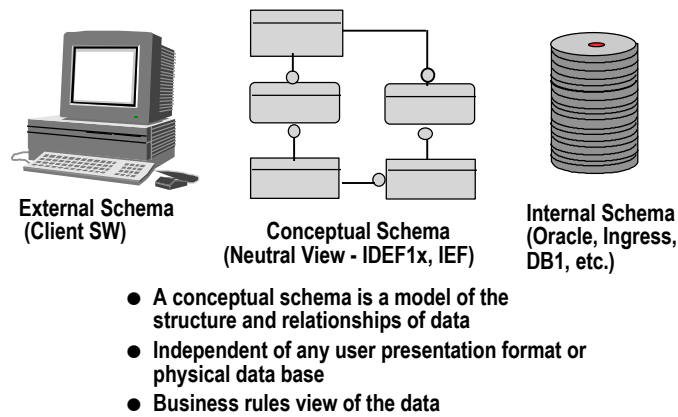 External Schema
(Client SW)
Conceptual Schema
(Neutral View - IDEF1x, IEF)
Internal Schema
(Oracle, Ingress,
DB1, etc.)
● A conceptual schema is a model of the
structure and relationships of data
● Independent of any user presentation format or
physical data base
● Business rules view of the data